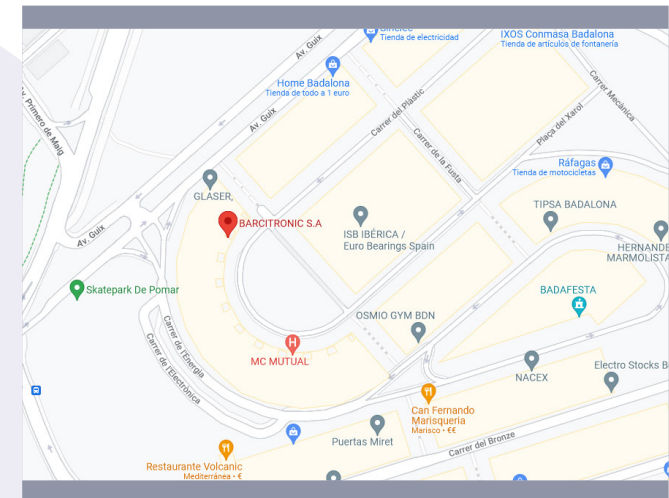 Tienda de electricidad
IXOS Conmasa Badalona
Tienda de artículos de fontanería
Av. Guix
Home Badalona
Tienda de todo a 1 euro
Carrer Mecànica
Av. Primero de Maig
Av. Guix
Carrer del Plàstic
Carrer de la Fusta
Plaça del Xarol
Ráfagas
Tienda de motocicletas
GLASER,
TIPSA BADALONA
BARCITRONIC S.A
ISB IBÉRICA /
Euro Bearings Spain
Av. Guix
HERNANDE
MARMOLISTA
Skatepark De Pomar
BADAFESTA
OSMIO GYM BDN
Carrer de l'Energia
Carrer de l'Electrònica
MC MUTUAL
NACEX
Electro Stocks B
Can Fernando
Marisqueria
Marisco • €€
Puertas Miret
Carrer del Bronze
Restaurante Volcanic
Mediterránea • €